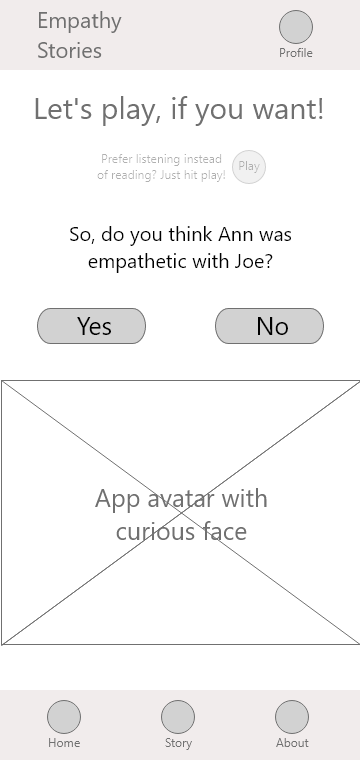 Empathy
Stories
Profile
Let's play, if you want!
Prefer listening instead
of reading? Just hit play!
Play
So, do you think Ann was
empathetic with Joe?
Yes
No
App avatar with
curious face
Home
Story
About